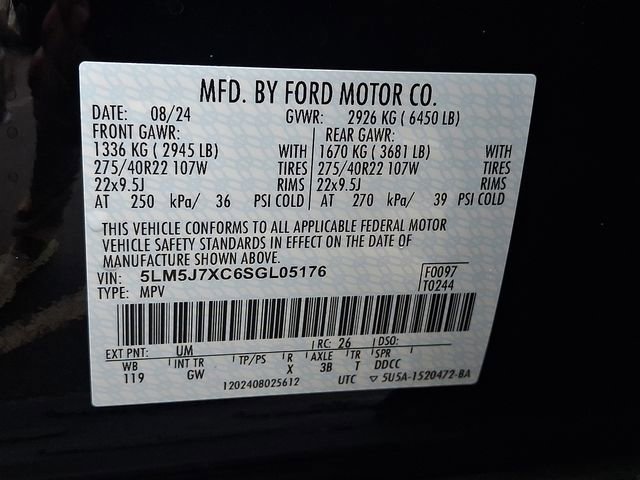 MFD. BY FORD MOTOR CO.
DATE: 08/24 GVWR: 2926 KG ( 6450 LB)
FRONT GAWR: REAR GAWR:
1336 KG ( 2945 LB) WITH 1670 KG ( 3681 LB) WITH
275/40R22 107W TIRES 275/40R22 107W TIRES
22x9.5J RIMS 22x9.5J RIMS
AT 250 kPa/ 36 PSI COLD AT 270 kPa/ 39 PSI COLD
THIS VEHICLE CONFORMS TO ALL APPLICABLE FEDERAL MOTOR
VEHICLE SAFETY STANDARDS IN EFFECT ON THE DATE OF
MANUFACTURE SHOWN ABOVE.
VIN: 5LM5J7XC6SGL05176 F0097
TYPE: MPV T0244
EXT PNT: UM RC: 26 DSO:
WB INT TR TP/PS R AXLE TR SPR
119 GW X 3B T DDCC
1202408025612 UTC ▽ 5U5A-1520472-BA